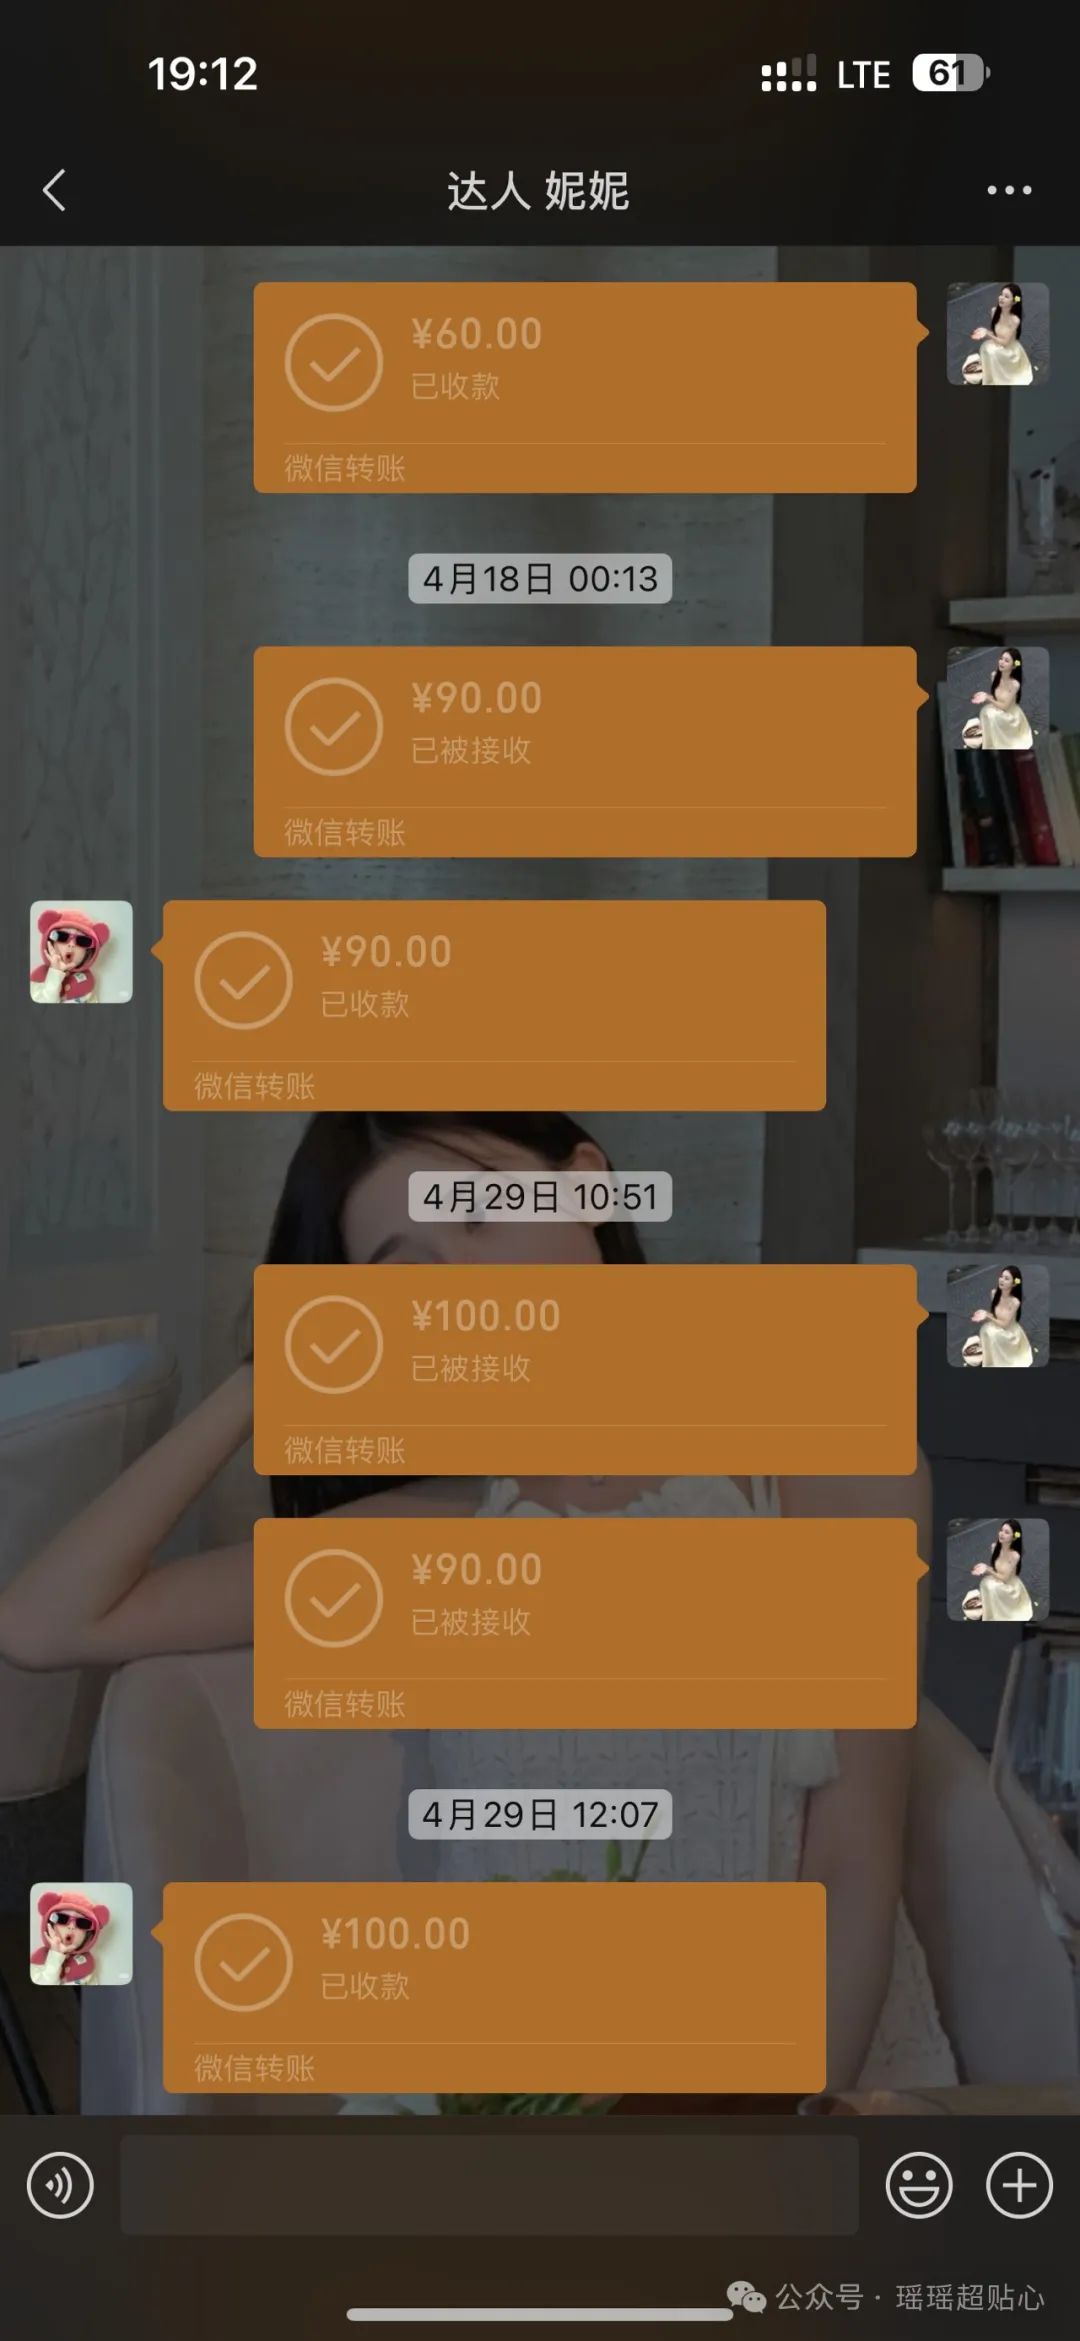 19:12
LTE 61
达人 妮妮
¥60.00
已收款
微信转账
4月18日 00:13
¥90.00
已被接收
微信转账
¥90.00
已收款
微信转账
4月29日 10:51
¥100.00
已被接收
微信转账
¥90.00
已被接收
微信转账
4月29日 12:07
¥100.00
已收款
微信转账
公众号 · 瑶瑶超贴心